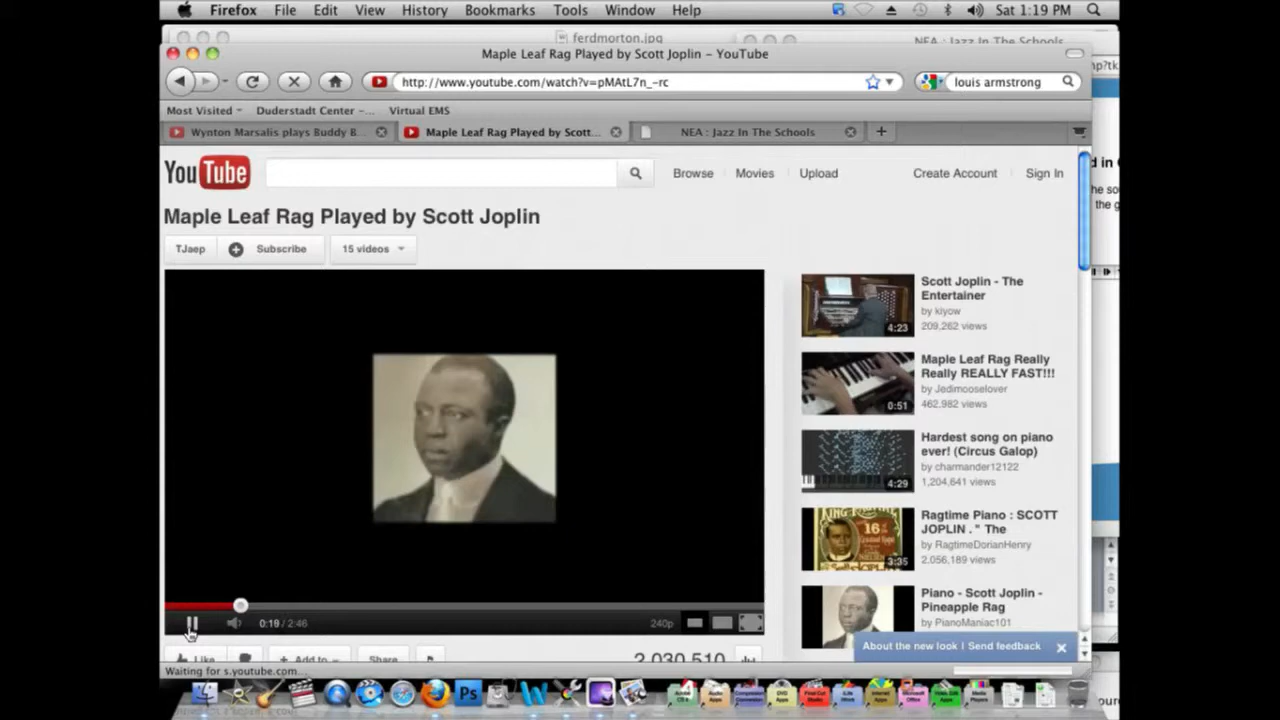 Firefox File Edit View History Bookmarks Tools Window Help Sat 1:19 PM
ferdmorton.jpg
NEA : Jazz In The Schools
Maple Leaf Rag Played by Scott Joplin – YouTube
http://www.youtube.com/watch?v=pMAtL7n_-rc
louis armstrong
Most Visited Duderstadt Center –... Virtual EMS
Wynton Marsalis plays Buddy B... Maple Leaf Rag Played by Scott... NEA : Jazz In The Schools
YouTube Browse Movies Upload Create Account Sign In
Maple Leaf Rag Played by Scott Joplin
TJaep Subscribe 15 videos
Scott Joplin - The
Entertainer
by klyow
209,262 views
4:23
Maple Leaf Rag Really
Really REALLY FAST!!!
by Jedimooselover
462,982 views
0:51
Hardest song on piano
ever! (Circus Galop)
by charmander12122
1,204,641 views
4:29
Ragtime Piano : SCOTT
JOPLIN . " The
by RagtimeDorianHenry
2,056,189 views
3:35
Piano - Scott Joplin -
Pineapple Rag
by PianoManiac101
0:19 / 2:46 240p
About the new look | Send feedback
Like Add to Share 2,030,510
Waiting for s.youtube.com...